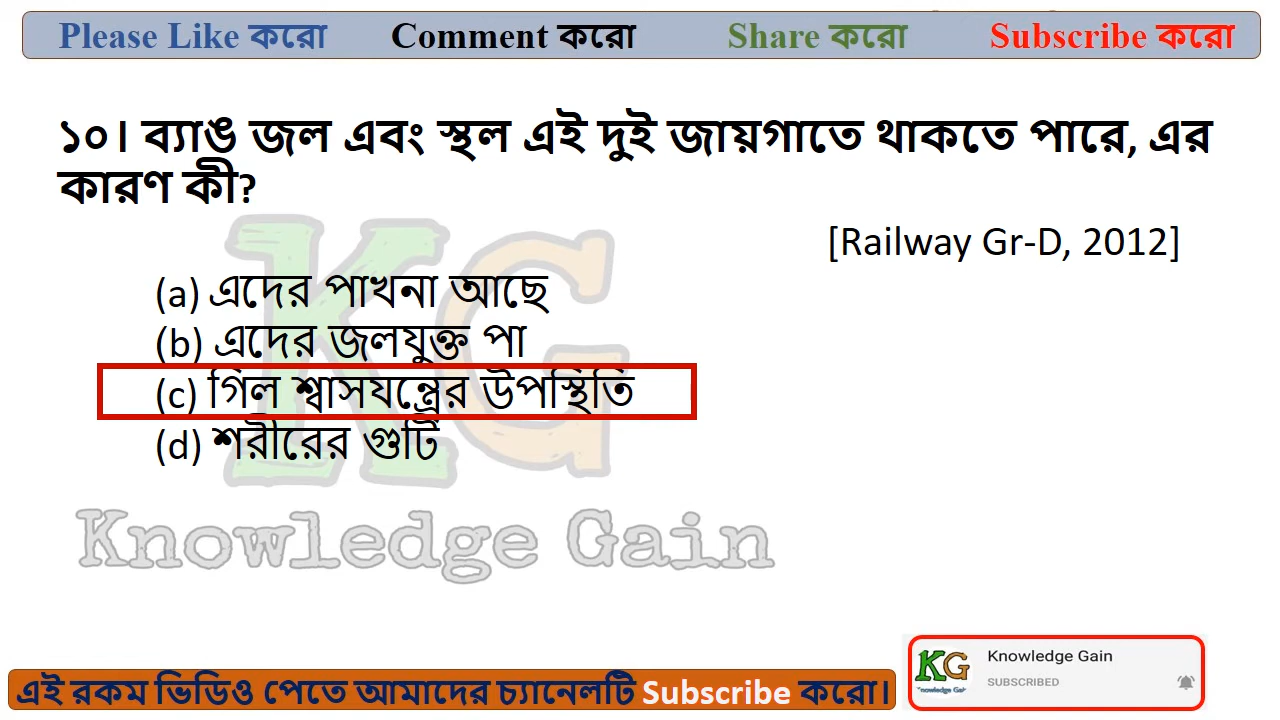 Please Like করো Comment করো Share করো Subscribe করো
১০। ব্যাঙ জল এবং স্থল এই দুই জায়গাতে থাকতে পারে, এর
কারণ কী?
[Railway Gr-D, 2012]
(a) এদের পাখনা আছে
(b) এদের জলযুক্ত পা
(c) গিল শ্বাসযন্ত্রের উপস্থিতি
(d) শরীরের গুটি
KG
Knowledge Gain
Knowledge Gain
SUBSCRIBED
KG
এই রকম ভিডিও পেতে আমাদের চ্যানেলটি Subscribe করো।